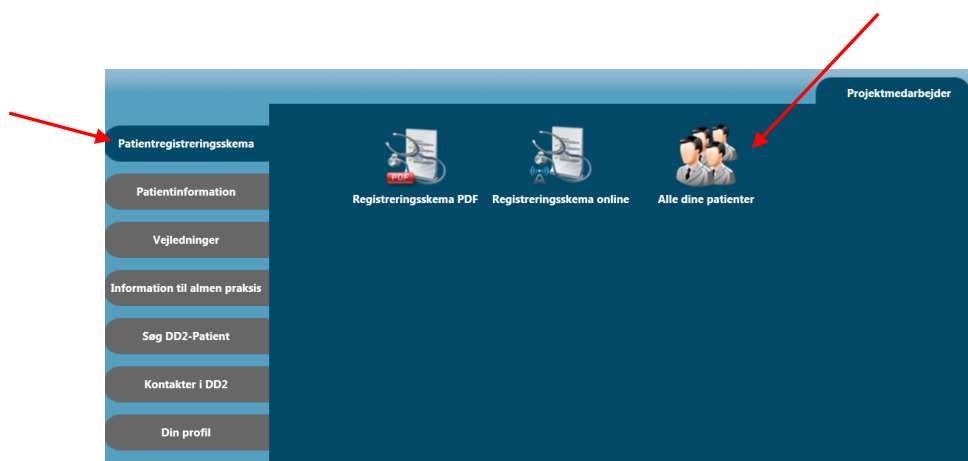 Projektmedarbejder
Patientregistreringsskema
Patientinformation
Vejledninger
Information til almen praksis
Søg DD2-Patient
Kontakter i DD2
Din profil
PDF
Registreringsskema PDF
Registreringsskema online
Alle dine patienter